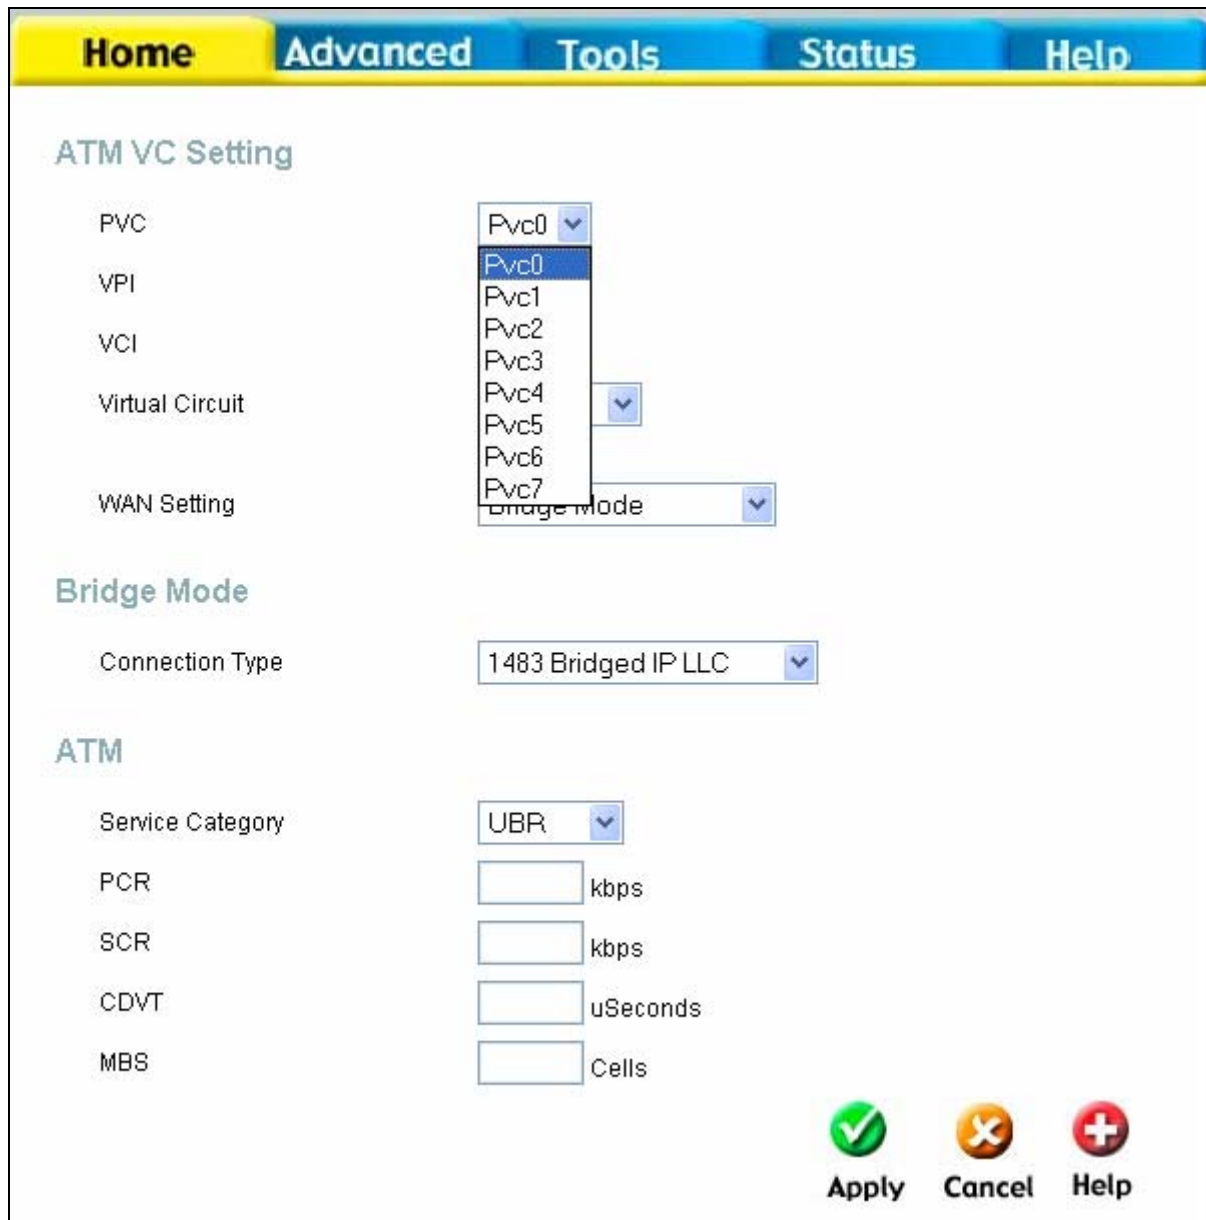 Home Advanced Tools Status Help
ATM VC Setting
PVC Pvc0
Pvc0
VPI
Pvc1
Pvc2
VCI
Pvc3
Pvc4
Virtual Circuit
Pvc5
Pvc6
Pvc7
WAN Setting Bridge Mode
Bridge Mode
Connection Type 1483 Bridged IP LLC
ATM
Service Category UBR
PCR kbps
SCR kbps
CDVT uSeconds
MBS Cells
Apply Cancel Help